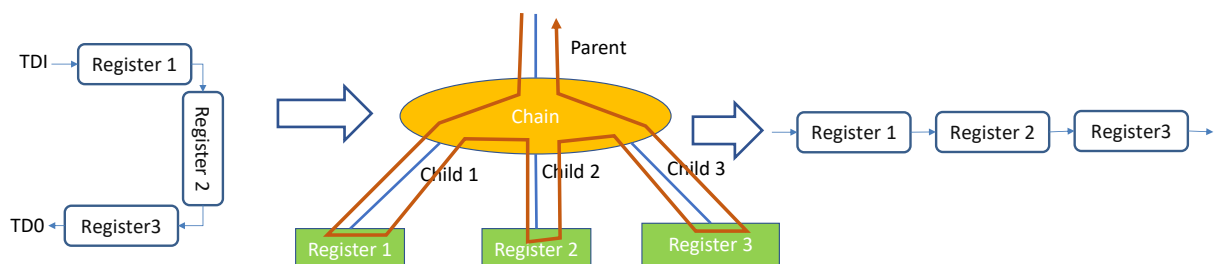 TDI
Register 1
Register 2
TD0
Register3
Parent
Chain
Child 1
Child 2
Child 3
Register 1
Register 2
Register 3
Register 1
Register 2
Register3